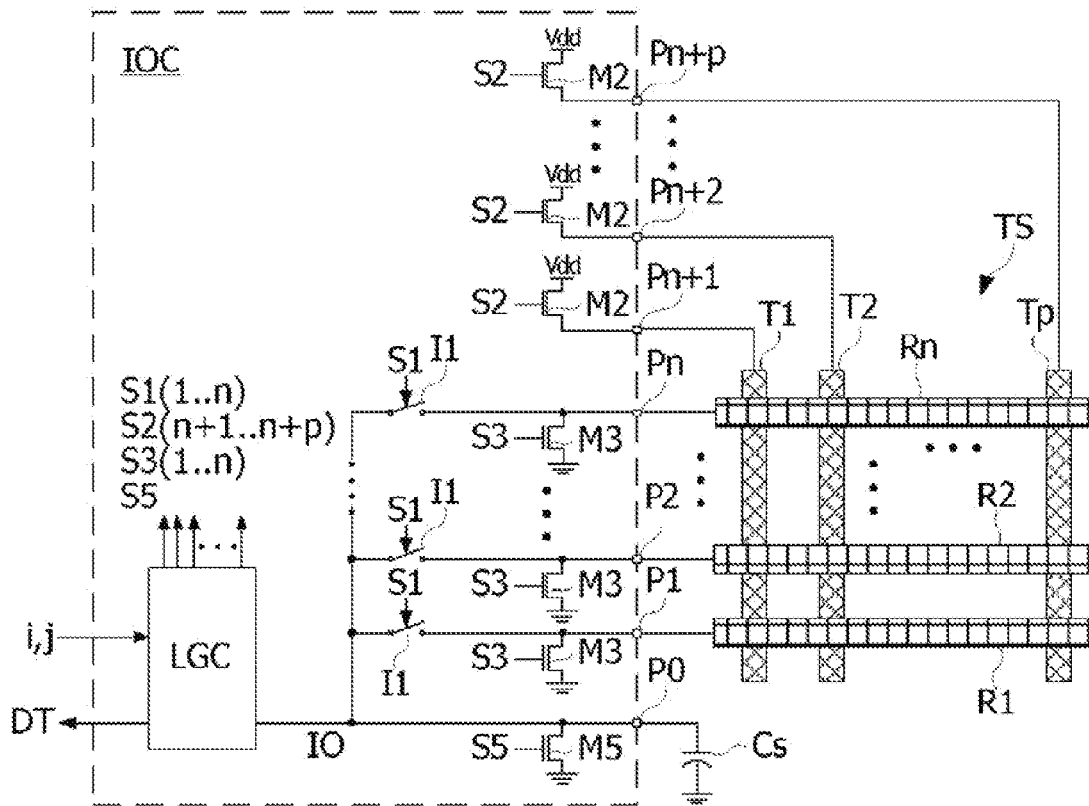 IOC
Vdd
S2
M2
Pn+p
Vdd
S2
M2
Pn+2
Vdd
S2
M2
Pn+1
TS
T1
T2
Tp
Rn
S1
I1
Pn
S3
M3
S1(1..n)
S2(n+1..n+p)
S3(1..n)
S5
S1
I1
P2
R2
S3
M3
S1
I1
P1
S3
M3
R1
i,j
LGC
DT
IO
P0
S5
M5
Cs